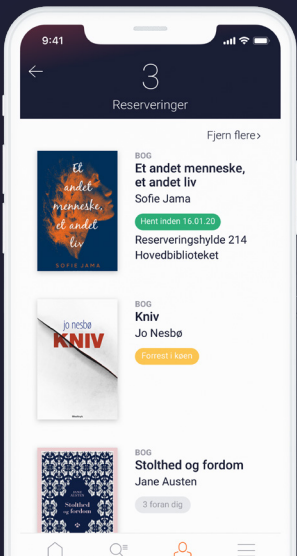 9:41
3
Reserveringer
Fjern flere›
Et
andet
menneske,
et andet
liv
SOFIE JAMA
BOG
Et andet menneske,
et andet liv
Sofie Jama
Hent inden 16.01.20
Reserveringshylde 214
Hovedbiblioteket
jo nesbø
KNIV
BOG
Kniv
Jo Nesbø
Forrest i køen
JANE
AUSTEN
Stolthed
og fordom
BOG
Stolthed og fordom
Jane Austen
3 foran dig